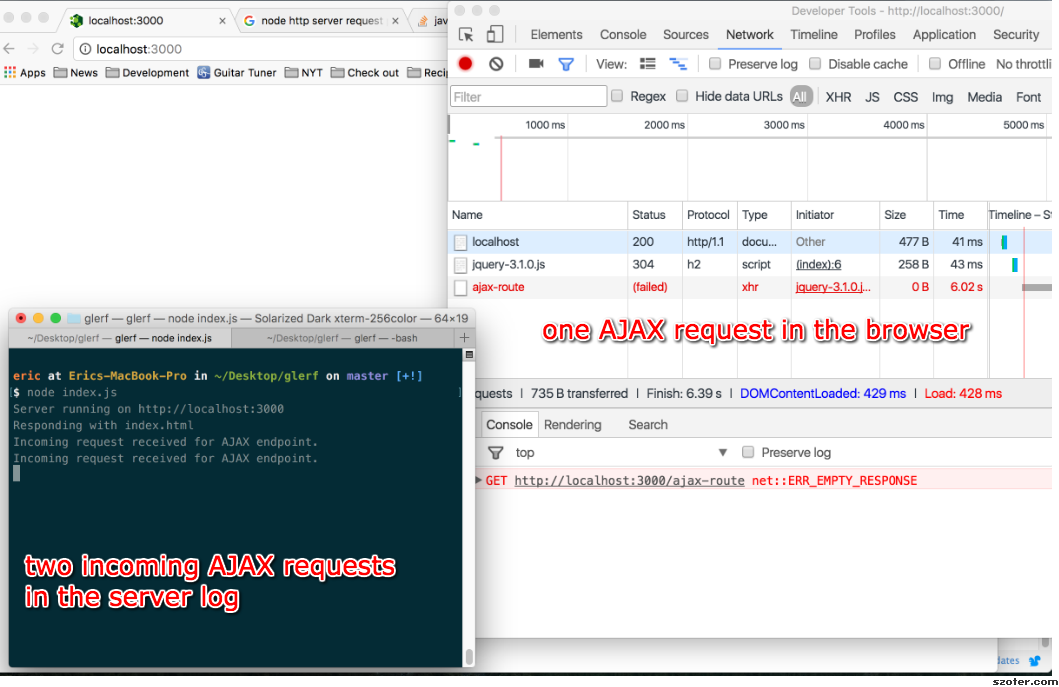 localhost:3000
node http server request
jav
localhost:3000
Apps News Development Guitar Tuner NYT Check out Recip
Developer Tools - http://localhost:3000/
Elements Console Sources Network Timeline Profiles Application Security
View: Preserve log Disable cache Offline No throttli
Filter Regex Hide data URLs All XHR JS CSS Img Media Font
1000 ms 2000 ms 3000 ms 4000 ms 5000 ms
Name Status Protocol Type Initiator Size Time Timeline – S
localhost 200 http/1.1 docu... Other 477 B 41 ms
jquery-3.1.0.js 304 h2 script (index):6 258 B 43 ms
ajax-route (failed) xhr jquery-3.1.0.j... 0 B 6.02 s
one AJAX request in the browser
quests | 735 B transferred | Finish: 6.39 s | DOMContentLoaded: 429 ms | Load: 428 ms
Console Rendering Search
top Preserve log
GET http://localhost:3000/ajax-route net::ERR_EMPTY_RESPONSE
glerf — glerf — node index.js — Solarized Dark xterm-256color — 64×19
~/Desktop/glerf — glerf — node index.js
~/Desktop/glerf — glerf — -bash
eric at Erics-MacBook-Pro in ~/Desktop/glerf on master [+!]
$ node index.js
Server running on http://localhost:3000
Responding with index.html
Incoming request received for AJAX endpoint.
Incoming request received for AJAX endpoint.
two incoming AJAX requests
in the server log
dates
szoter.com